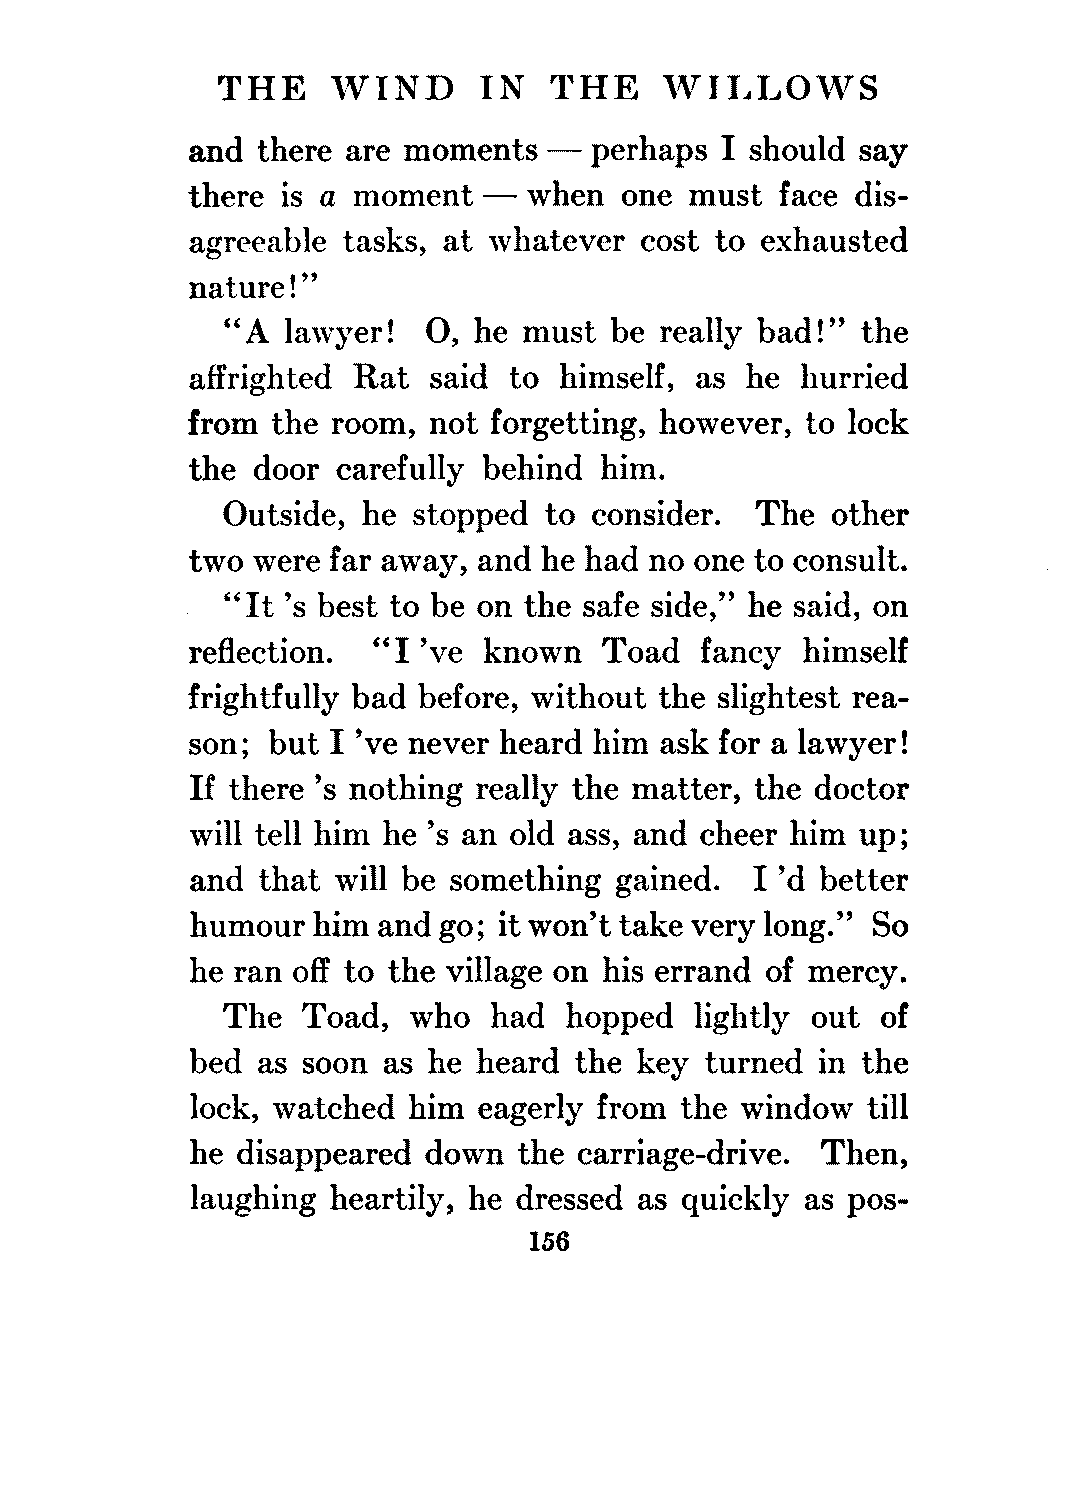 THE WIND IN THE WILLOWS
and there are moments — perhaps I should say
there is a moment — when one must face dis-
agreeable tasks, at whatever cost to exhausted
nature!”
“A lawyer! O, he must be really bad!” the
affrighted Rat said to himself, as he hurried
from the room, not forgetting, however, to lock
the door carefully behind him.
Outside, he stopped to consider. The other
two were far away, and he had no one to consult.
“It ’s best to be on the safe side,” he said, on
reflection. “I ’ve known Toad fancy himself
frightfully bad before, without the slightest rea-
son; but I ’ve never heard him ask for a lawyer!
If there ’s nothing really the matter, the doctor
will tell him he ’s an old ass, and cheer him up;
and that will be something gained. I ’d better
humour him and go; it won’t take very long.” So
he ran off to the village on his errand of mercy.
The Toad, who had hopped lightly out of
bed as soon as he heard the key turned in the
lock, watched him eagerly from the window till
he disappeared down the carriage-drive. Then,
laughing heartily, he dressed as quickly as pos-
156